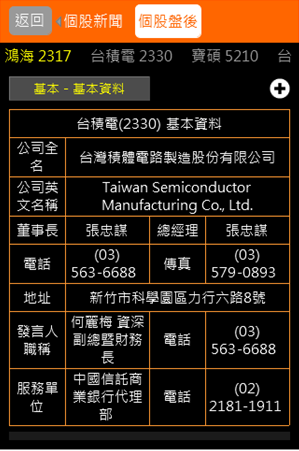 返回 個股新聞 個股盤後
鴻海 2317 台積電 2330 寶碩 5210 台
基本 - 基本資料
台積電(2330) 基本資料
公司全名 台灣積體電路製造股份有限公司
公司英文名稱 Taiwan Semiconductor Manufacturing Co., Ltd.
董事長 張忠謀 總經理 張忠謀
電話 (03) 563-6688 傳真 (03) 579-0893
地址 新竹市科學園區力行六路8號
發言人職稱 何麗梅 資深副總暨財務長 電話 (03) 563-6688
服務單位 中國信託商業銀行代理部 電話 (02) 2181-1911